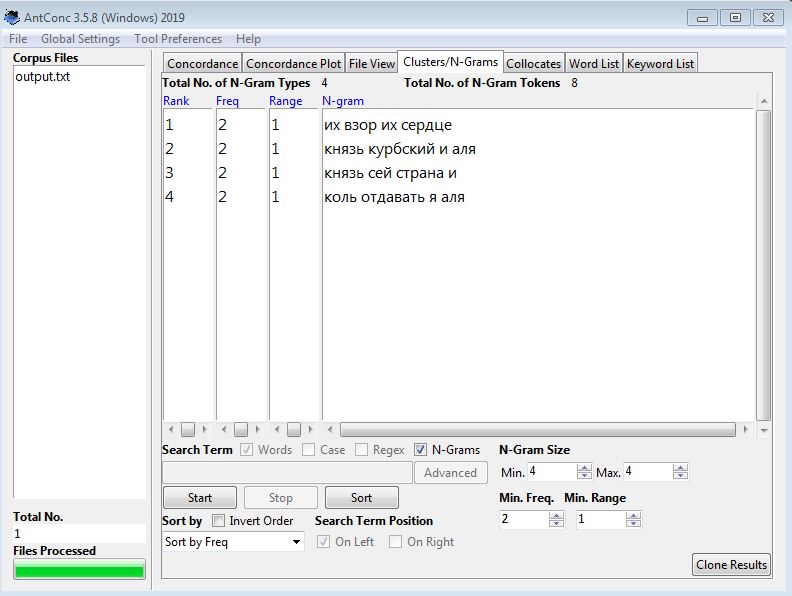 AntConc 3.5.8 (Windows) 2019
File Global Settings Tool Preferences Help
Corpus Files
output.txt
Concordance Concordance Plot File View Clusters/N-Grams Collocates Word List Keyword List
Total No. of N-Gram Types 4 Total No. of N-Gram Tokens 8
Rank Freq Range N-gram
1 2 1 их взор их сердце
2 2 1 князь курбский и аля
3 2 1 князь сей страна и
4 2 1 коль отдавать я аля
Search Term Words Case Regex N-Grams N-Gram Size
Advanced Min. 4 Max. 4
Start Stop Sort Min. Freq. Min. Range
Total No.
Sort by Invert Order Search Term Position 2 1
1
Files Processed
Sort by Freq On Left On Right
Clone Results